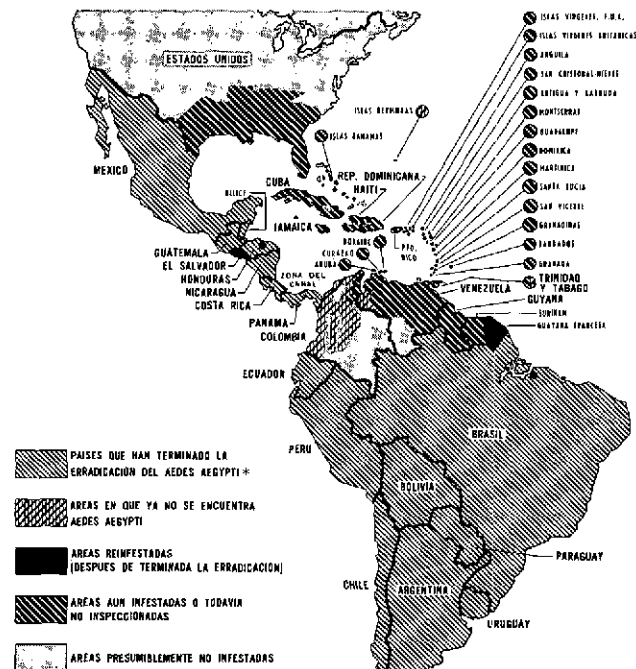 ESTADOS UNIDOS
MEXICO
ISLAS BERMUDAS
ISLAS BAHAMAS
CUBA
REP. DOMINICANA
HAITI
BELICE
JAMAICA
BONAIRE
CURAZAO
ARUBA
PTO. RICO
GUATEMALA
EL SALVADOR
HONDURAS
NICARAGUA
COSTA RICA
ZONA DEL CANAL
PANAMA
COLOMBIA
ECUADOR
PERU
ISLAS VIRGENES, E.U.A.
ISLAS VIRGENES BRITANICAS
ANGUILA
SAN CRISTOBAL-NIEVES
ANTIGUA Y BARBUDA
MONTSERRAT
GUADALUPE
DOMINICA
MARTINICA
SANTA LUCIA
SAN VICENTE
GRANADINAS
BARBADOS
GRANADA
TRINIDAD
Y TABAGO
VENEZUELA
GUYANA
SURINAM
GUAYANA FRANCESA
BRASIL
BOLIVIA
PARAGUAY
CHILE
ARGENTINA
URUGUAY
PAISES QUE HAN TERMINADO LA
ERRADICACIÓN DEL AEDES AEGYPTI *
AREAS EN QUE YA NO SE ENCUENTRA
AEDES AEGYPTI
AREAS REINFESTADAS
(DESPUES DE TERMINADA LA ERRADICACIÓN)
AREAS AUN INFESTADAS O TODAVIA
NO INSPECCIONADAS
AREAS PRESUMIBLEMENTE NO INFESTADAS